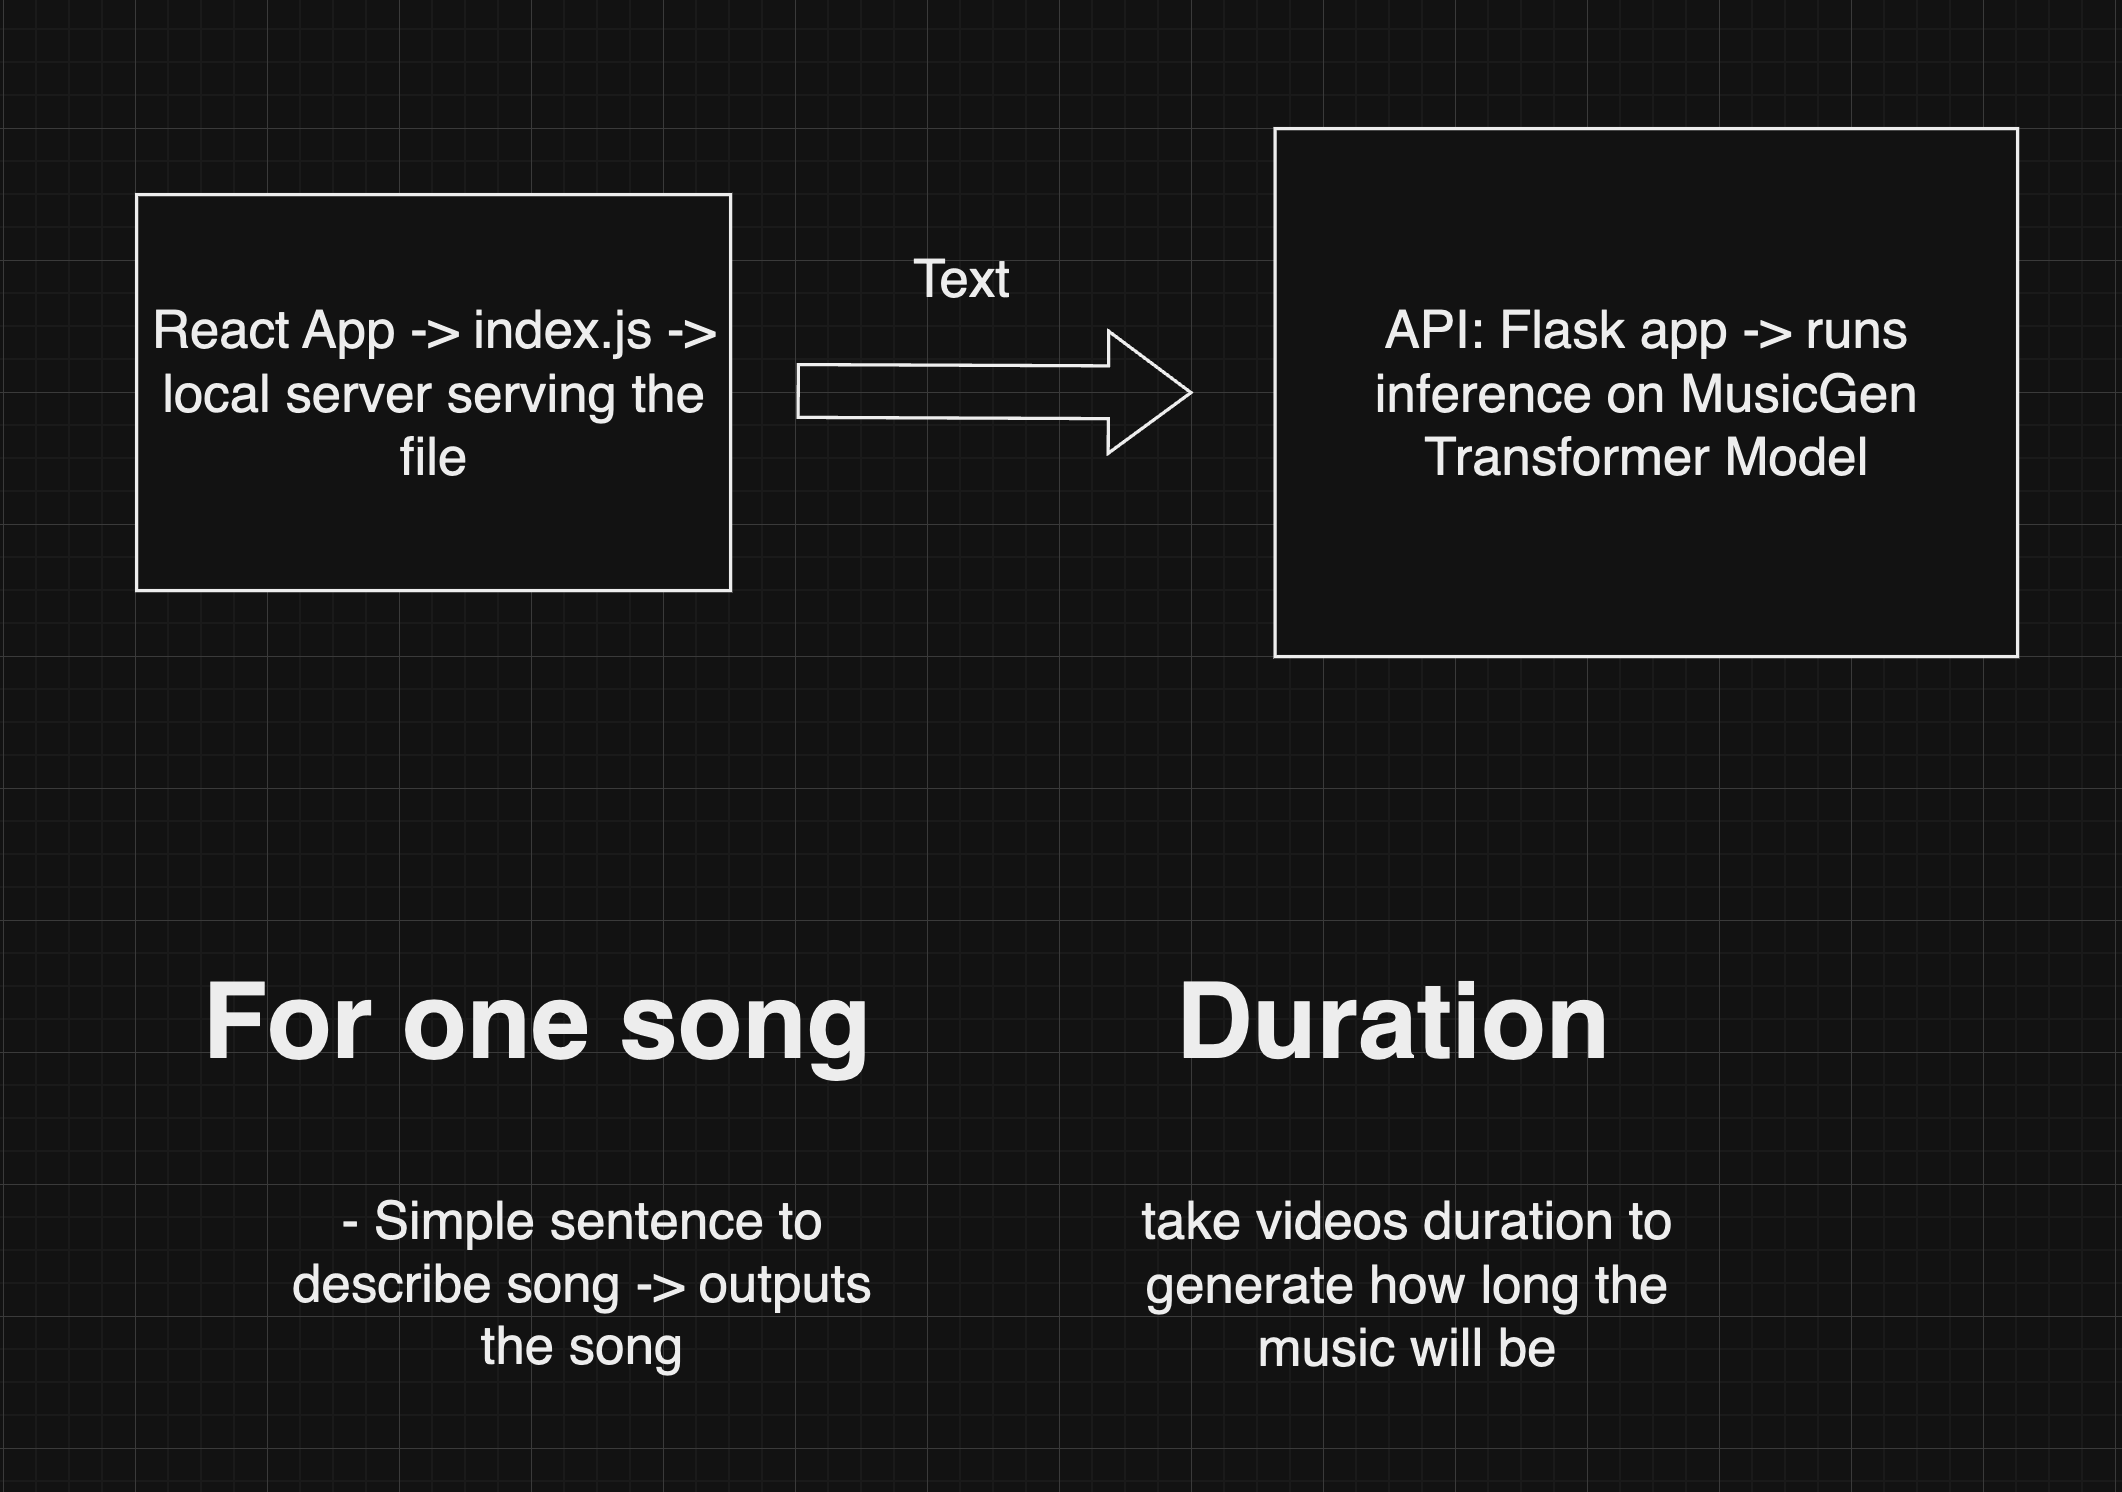 React App -> index.js ->
local server serving the
file
Text
API: Flask app -> runs
inference on MusicGen
Transformer Model
For one song
- Simple sentence to
describe song -> outputs
the song
Duration
take videos duration to
generate how long the
music will be